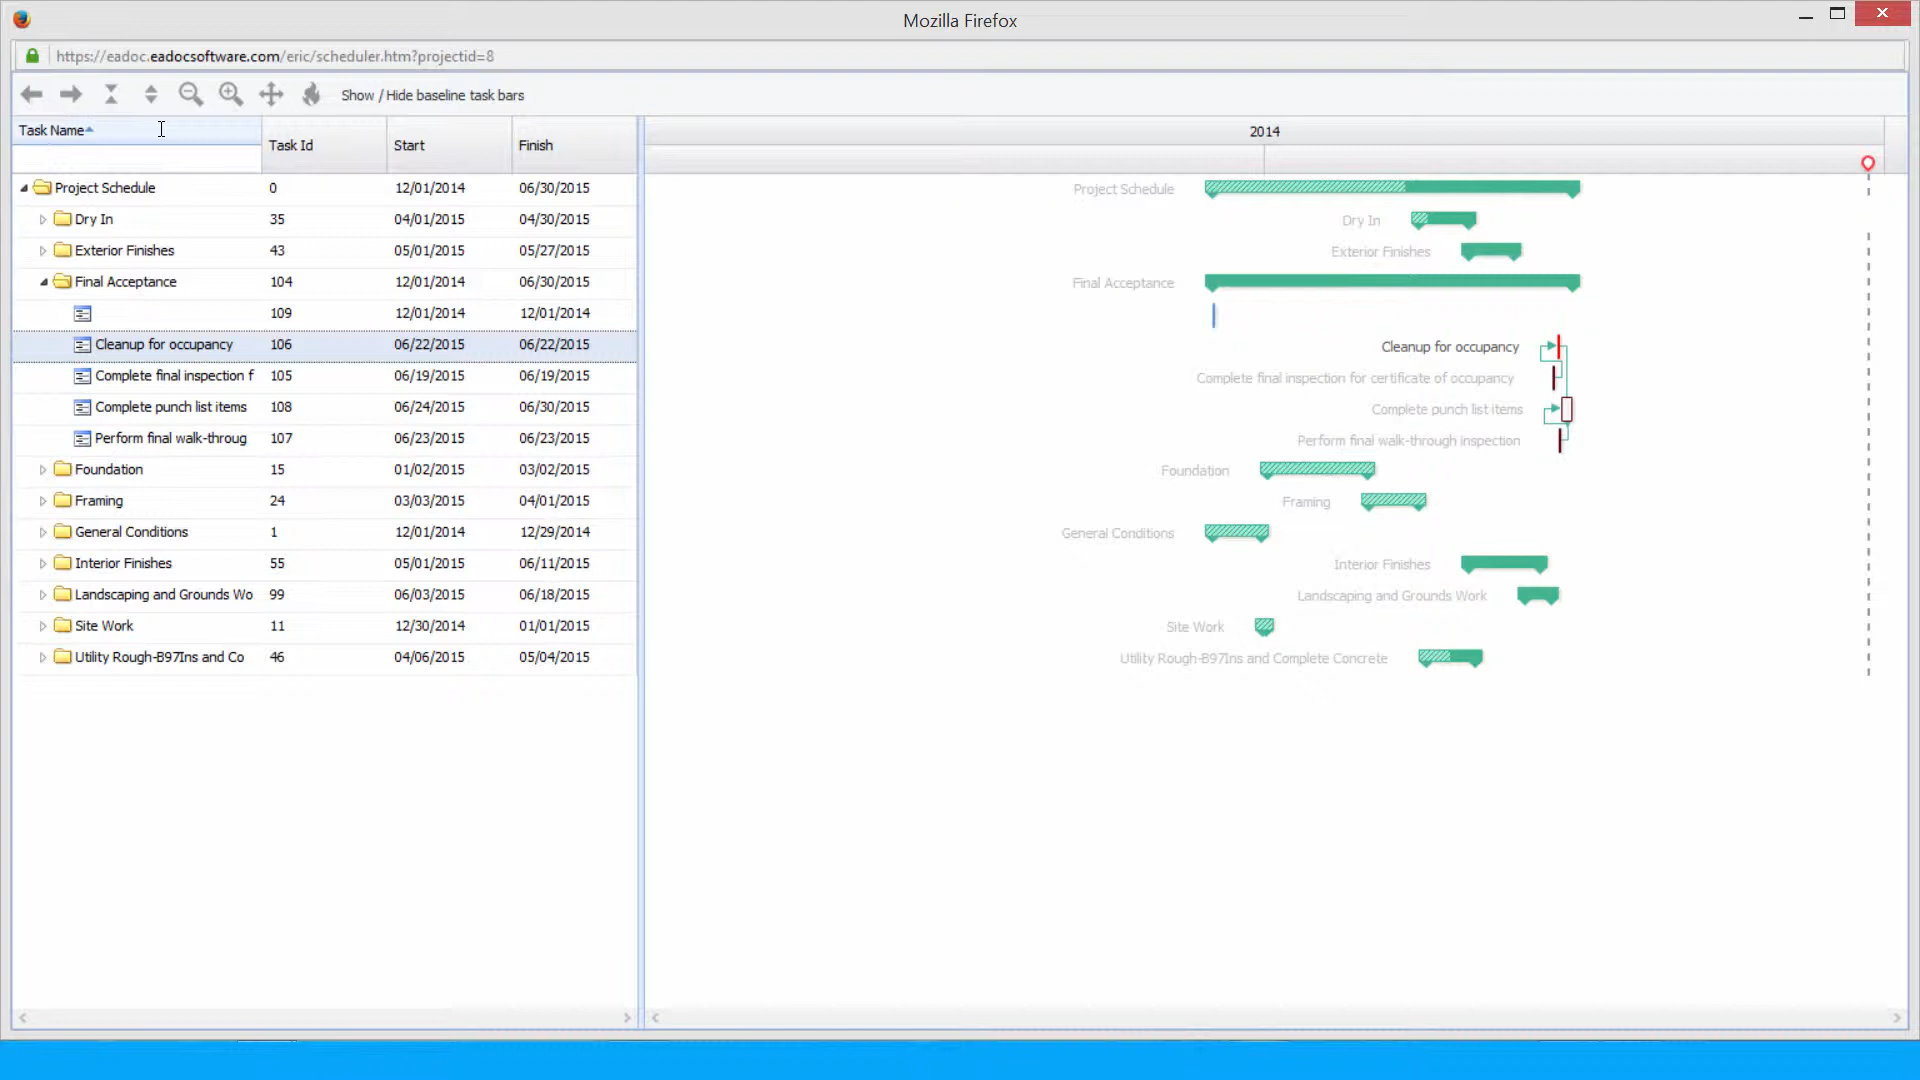 Mozilla Firefox
https://eadoc.eadocsoftware.com/eric/scheduler.htm?projectid=8
Show / Hide baseline task bars
Task Name
Task Id
Start
Finish
2014
Project Schedule 0 12/01/2014 06/30/2015 Project Schedule
Dry In 35 04/01/2015 04/30/2015 Dry In
Exterior Finishes 43 05/01/2015 05/27/2015 Exterior Finishes
Final Acceptance 104 12/01/2014 06/30/2015 Final Acceptance
109 12/01/2014 12/01/2014
Cleanup for occupancy 106 06/22/2015 06/22/2015 Cleanup for occupancy
Complete final inspection f 105 06/19/2015 06/19/2015 Complete final inspection for certificate of occupancy
Complete punch list items 108 06/24/2015 06/30/2015 Complete punch list items
Perform final walk-throug 107 06/23/2015 06/23/2015 Perform final walk-through inspection
Foundation 15 01/02/2015 03/02/2015 Foundation
Framing 24 03/03/2015 04/01/2015 Framing
General Conditions 1 12/01/2014 12/29/2014 General Conditions
Interior Finishes 55 05/01/2015 06/11/2015 Interior Finishes
Landscaping and Grounds Wo 99 06/03/2015 06/18/2015 Landscaping and Grounds Work
Site Work 11 12/30/2014 01/01/2015 Site Work
Utility Rough-B97Ins and Co 46 04/06/2015 05/04/2015 Utility Rough-B97Ins and Complete Concrete